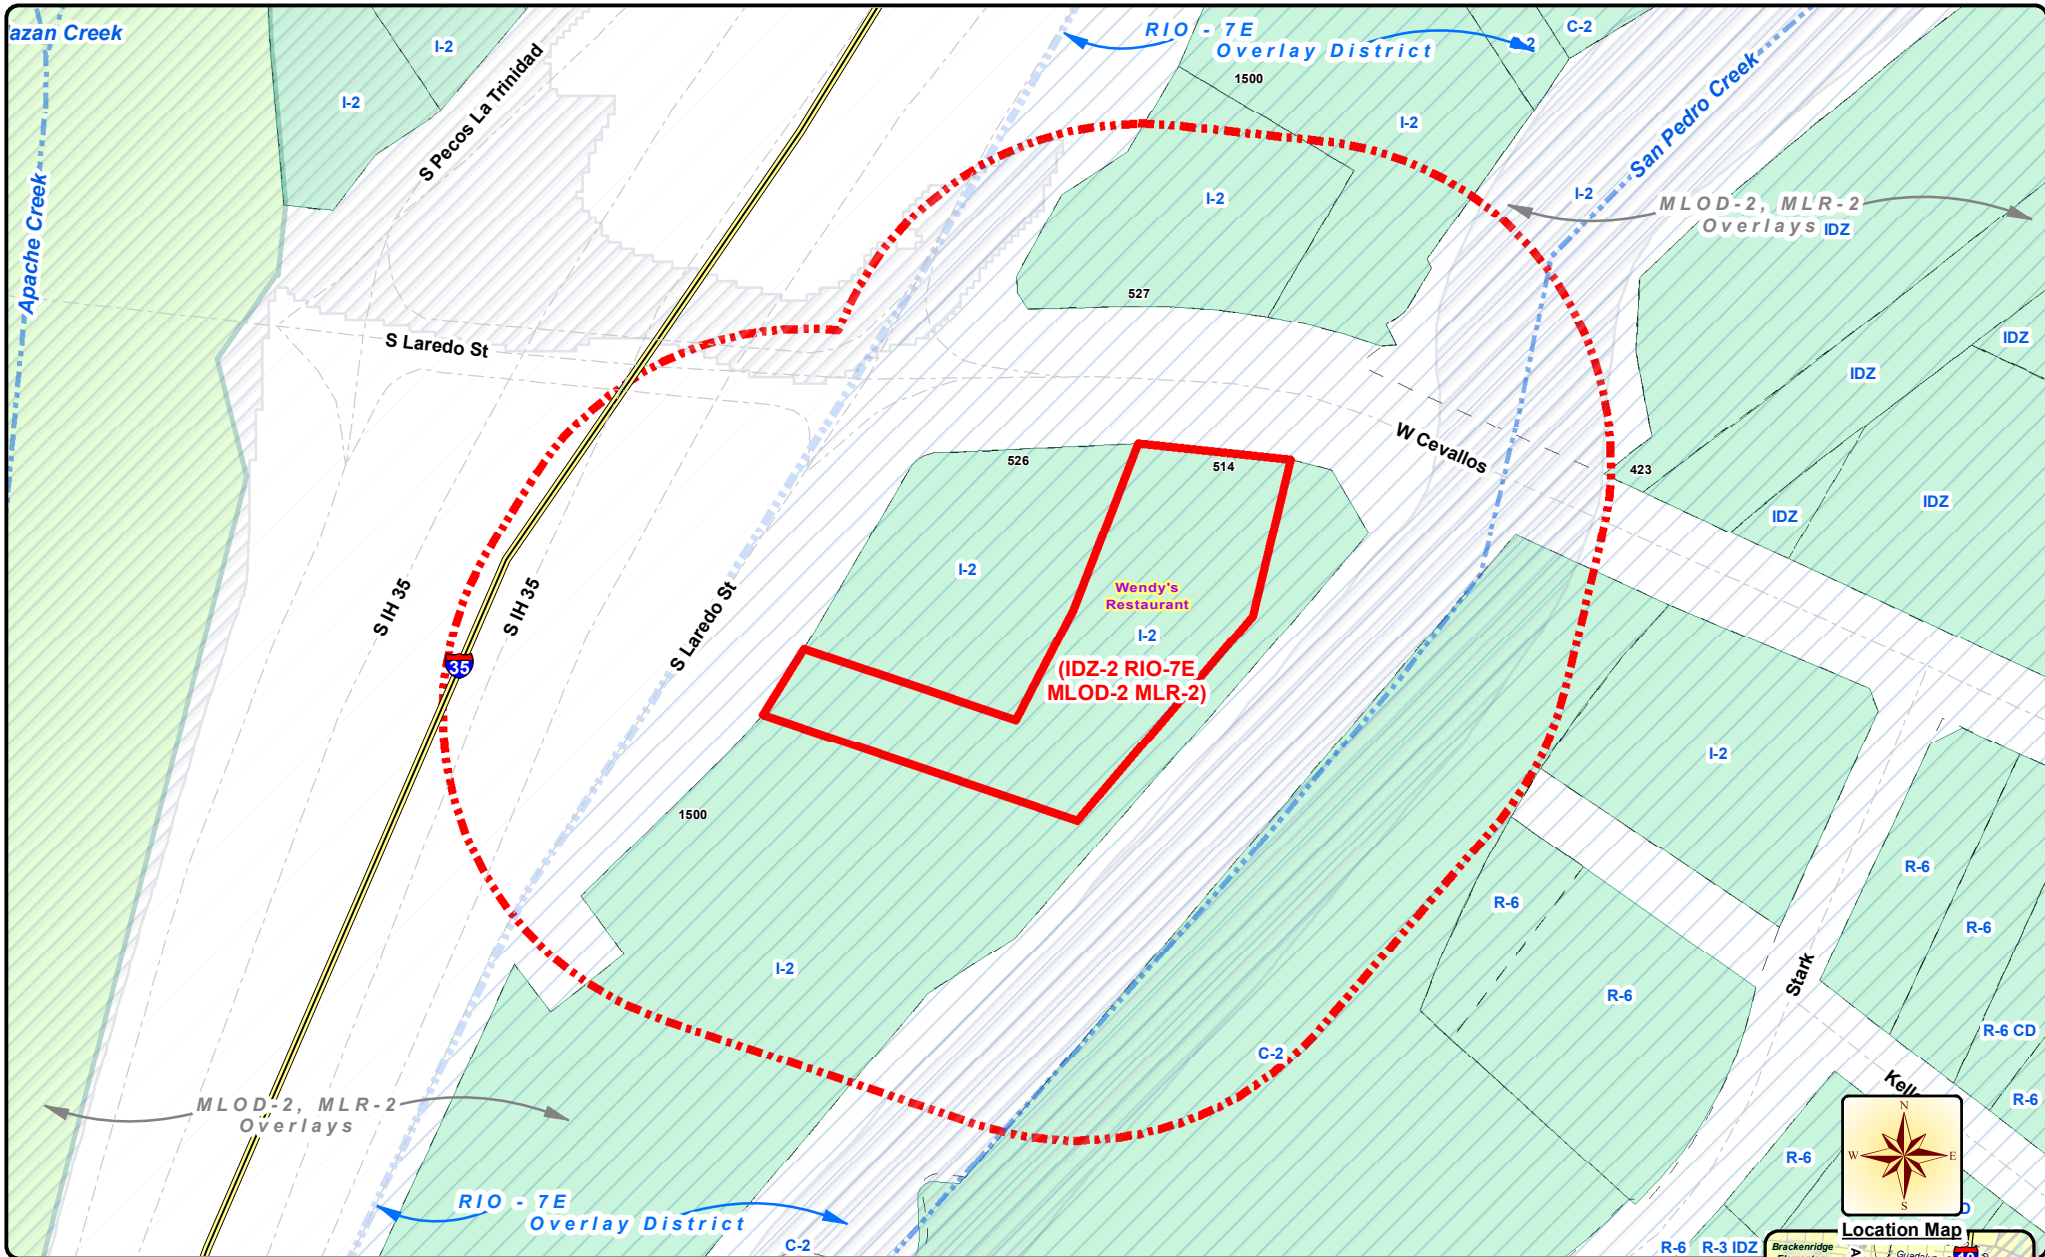 azan Creek
I-2
I-2
S Pecos La Trinidad
Apache Creek
RIO - 7E
Overlay District
1500
C-2
I-2
San Pedro Creek
I-2
MLOD-2, MLR-2
Overlays
IDZ
I-2
527
S Laredo St
IDZ
IDZ
W Cevallos
526
514
423
IDZ
IDZ
I-2
Wendy's
Restaurant
I-2
(IDZ-2 RIO-7E
MLOD-2 MLR-2)
S IH 35
S IH 35
S Laredo St
35
I-2
1500
R-6
R-6
R-6
I-2
Stark
R-6
R-6 CD
C-2
R-6
MLOD-2, MLR-2
Overlays
N
W
E
S
R-6
RIO - 7E
Overlay District
C-2
Location Map
R-6
R-3 IDZ
Brackenridge